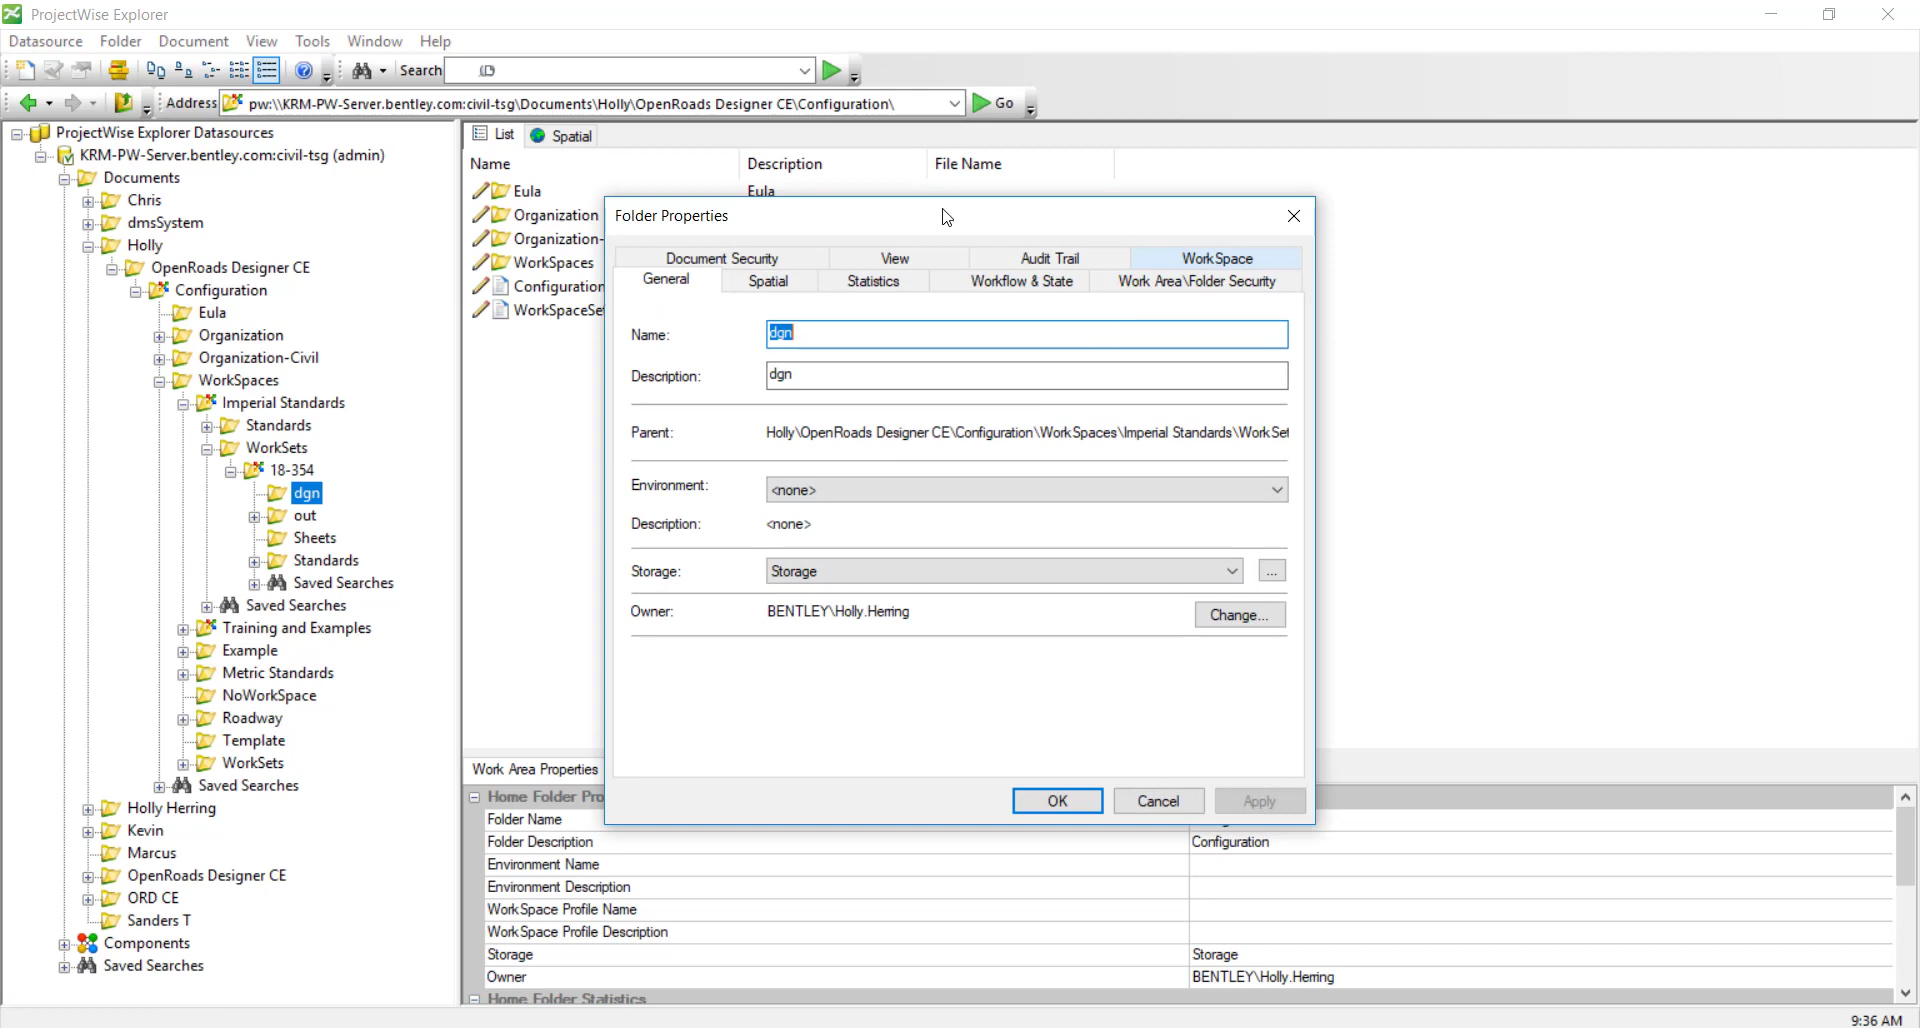 ProjectWise Explorer
Datasource Folder Document View Tools Window Help
Search
Address pw:\\KRM-PW-Server.bentley.com:civil-tsg\Documents\Holly\OpenRoads Designer CE\Configuration\ Go
ProjectWise Explorer Datasources
KRM-PW-Server.bentley.com:civil-tsg (admin)
Documents
Chris
dmsSystem
Holly
OpenRoads Designer CE
Configuration
Eula
Organization
Organization-Civil
WorkSpaces
Imperial Standards
Standards
WorkSets
18-354
dgn
out
Sheets
Standards
Saved Searches
Saved Searches
Training and Examples
Example
Metric Standards
NoWorkSpace
Roadway
Template
WorkSets
Saved Searches
Holly Herring
Kevin
Marcus
OpenRoads Designer CE
ORD CE
Sanders T
Components
Saved Searches
List Spatial
Name Description File Name
Eula Eula
Organization
Organization-
WorkSpaces
Configuration
WorkSpaceSe
Folder Properties
Document Security View Audit Trail WorkSpace
General Spatial Statistics Workflow & State Work Area\Folder Security
Name: dgn
Description: dgn
Parent: Holly\OpenRoads Designer CE\Configuration\WorkSpaces\Imperial Standards\WorkSet
Environment: <none>
Description: <none>
Storage: Storage ...
Owner: BENTLEY\Holly.Herring Change...
OK Cancel Apply
Work Area Properties
Home Folder Pro
Folder Name
Folder Description Configuration
Environment Name
Environment Description
WorkSpace Profile Name
WorkSpace Profile Description
Storage Storage
Owner BENTLEY\Holly.Herring
Home Folder Statistics
9:36 AM